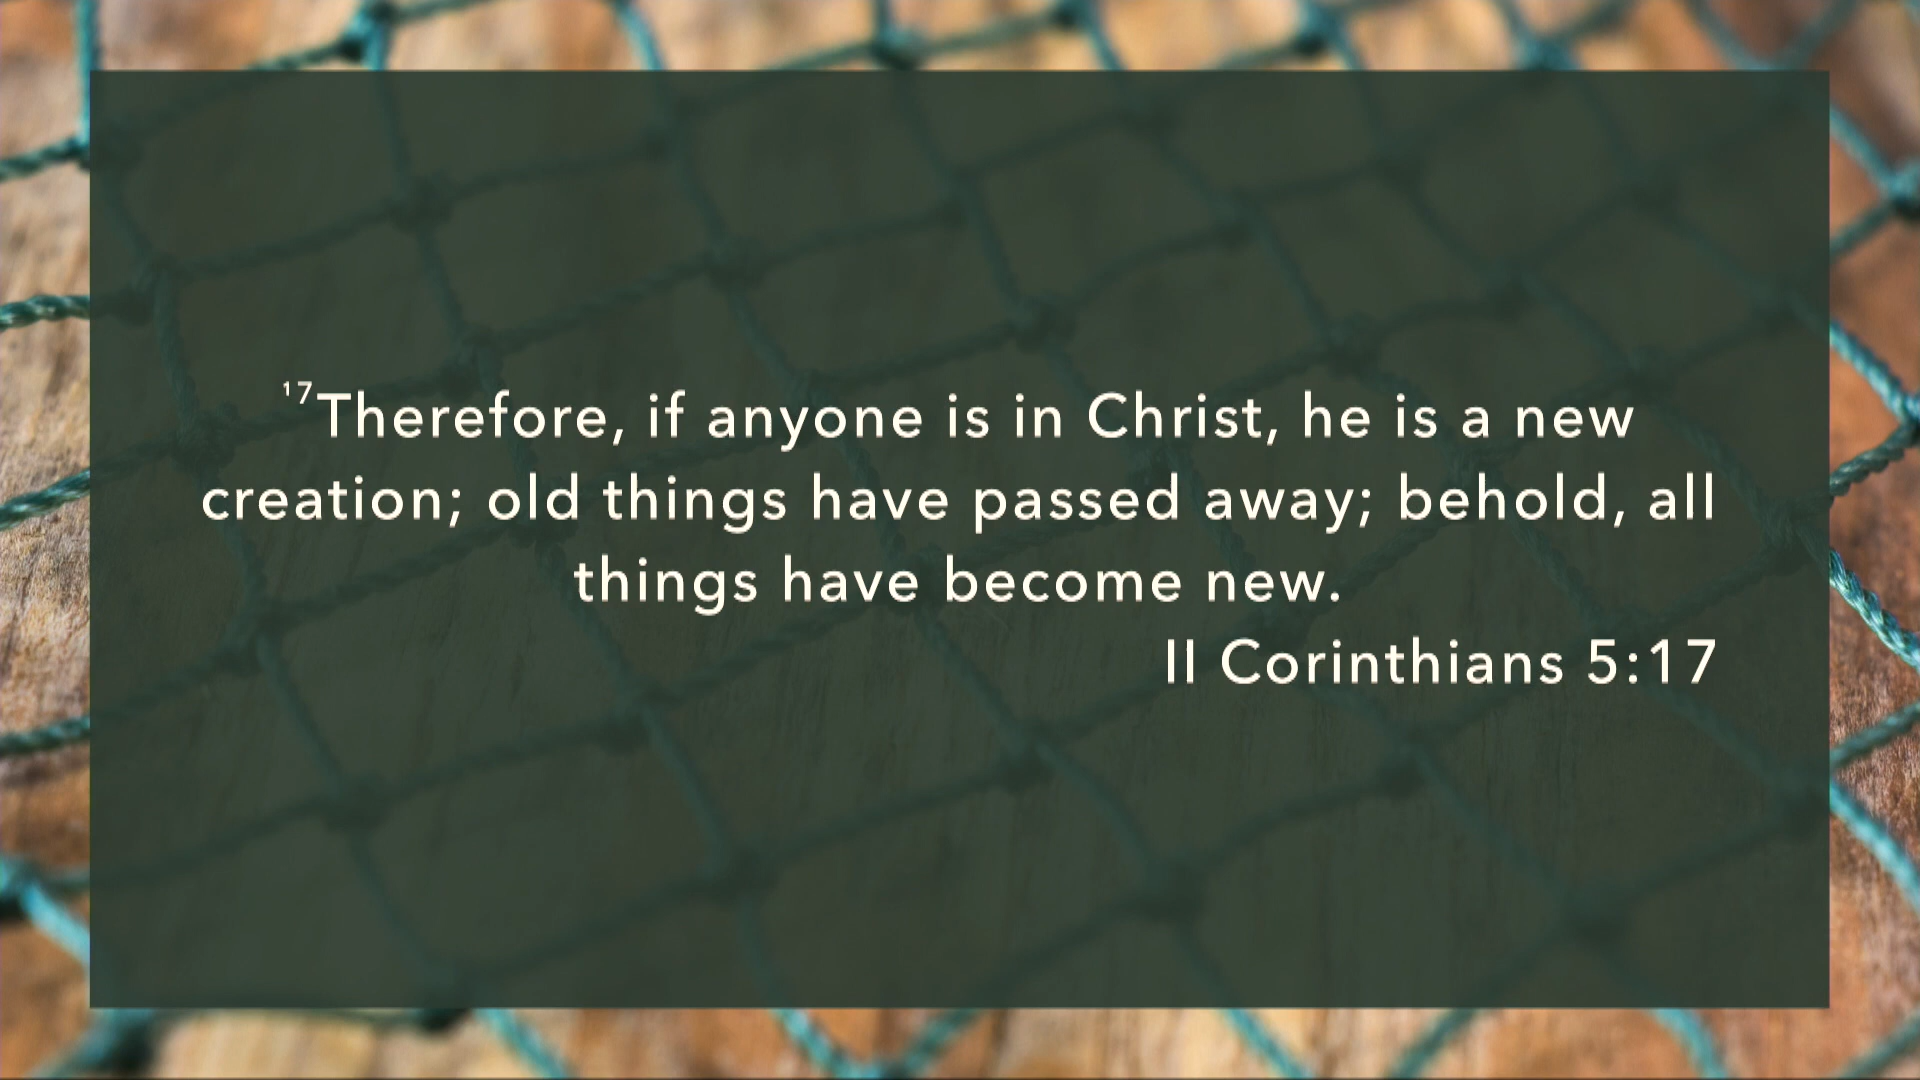 ¹⁷Therefore, if anyone is in Christ, he is a new
creation; old things have passed away; behold, all
things have become new.
II Corinthians 5:17